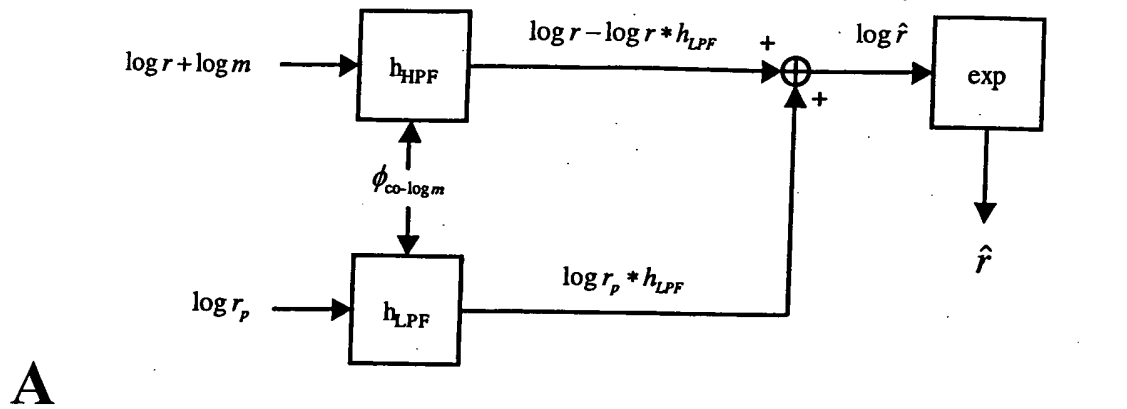 log r + log m
h_HPF
log r − log r * h_LPF
+
+
log r̂
exp
ϕ_co-log m
r̂
log r_p
h_LPF
log r_p * h_LPF
A